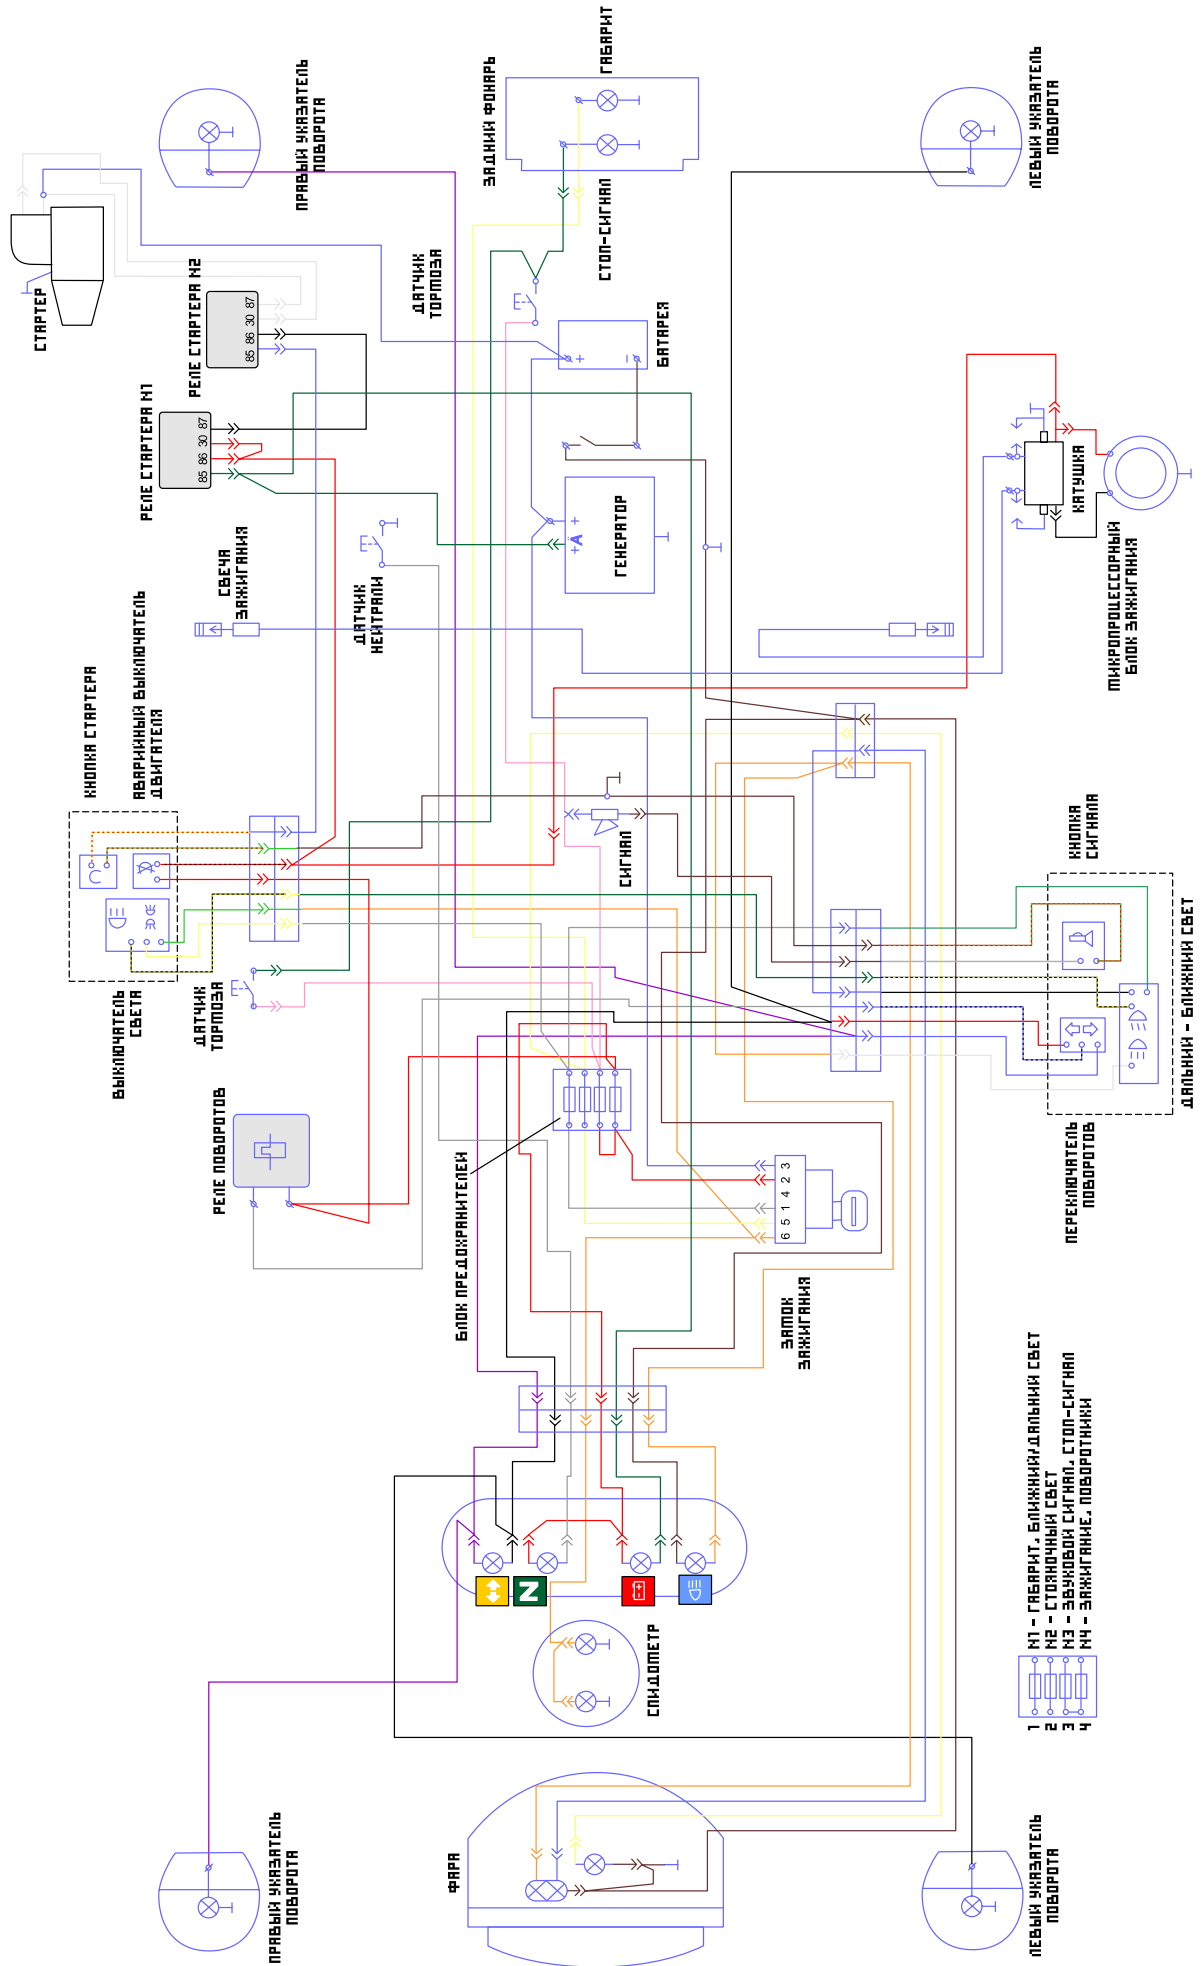 СТАРТЕР
ПРАВЫЙ УКАЗАТЕЛЬ
ПОВОРОТА
ЗАДНИЙ ФОНАРЬ
ГАБАРИТ
СТОП-СИГНАЛ
ЛЕВЫЙ УКАЗАТЕЛЬ
ПОВОРОТА
РЕЛЕ СТАРТЕРА N2
85 86 30 87
ДАТЧИК
ТОРМОЗА
БАТАРЕЯ
+ −
РЕЛЕ СТАРТЕРА N1
85 86 30 87
СВЕЧА
ЗАЖИГАНИЯ
ДАТЧИК
НЕЙТРАЛИ
ГЕНЕРАТОР
+A +
КАТУШКА
МИКРОПРОЦЕССОРНЫЙ
БЛОК ЗАЖИГАНИЯ
КНОПКА СТАРТЕРА
АВАРИЙНЫЙ ВЫКЛЮЧАТЕЛЬ
ДВИГАТЕЛЯ
ВЫКЛЮЧАТЕЛЬ
СВЕТА
ДАТЧИК
ТОРМОЗА
СИГНАЛ
КНОПКА
СИГНАЛА
ДАЛЬНИЙ - БЛИЖНИЙ СВЕТ
ПЕРЕКЛЮЧАТЕЛЬ
ПОВОРОТОВ
РЕЛЕ ПОВОРОТОВ
БЛОК ПРЕДОХРАНИТЕЛЕЙ
6 5 1 4 2 3
ЗАМОК
ЗАЖИГАНИЯ
N
СПИДОМЕТР
1 N1 - ГАБАРИТ, БЛИЖНИЙ/ДАЛЬНИЙ СВЕТ
2 N2 - СТОЯНОЧНЫЙ СВЕТ
3 N3 - ЗВУКОВОЙ СИГНАЛ, СТОП-СИГНАЛ
4 N4 - ЗАЖИГАНИЕ, ПОВОРОТНИКИ
ПРАВЫЙ УКАЗАТЕЛЬ
ПОВОРОТА
ФАРА
ЛЕВЫЙ УКАЗАТЕЛЬ
ПОВОРОТА